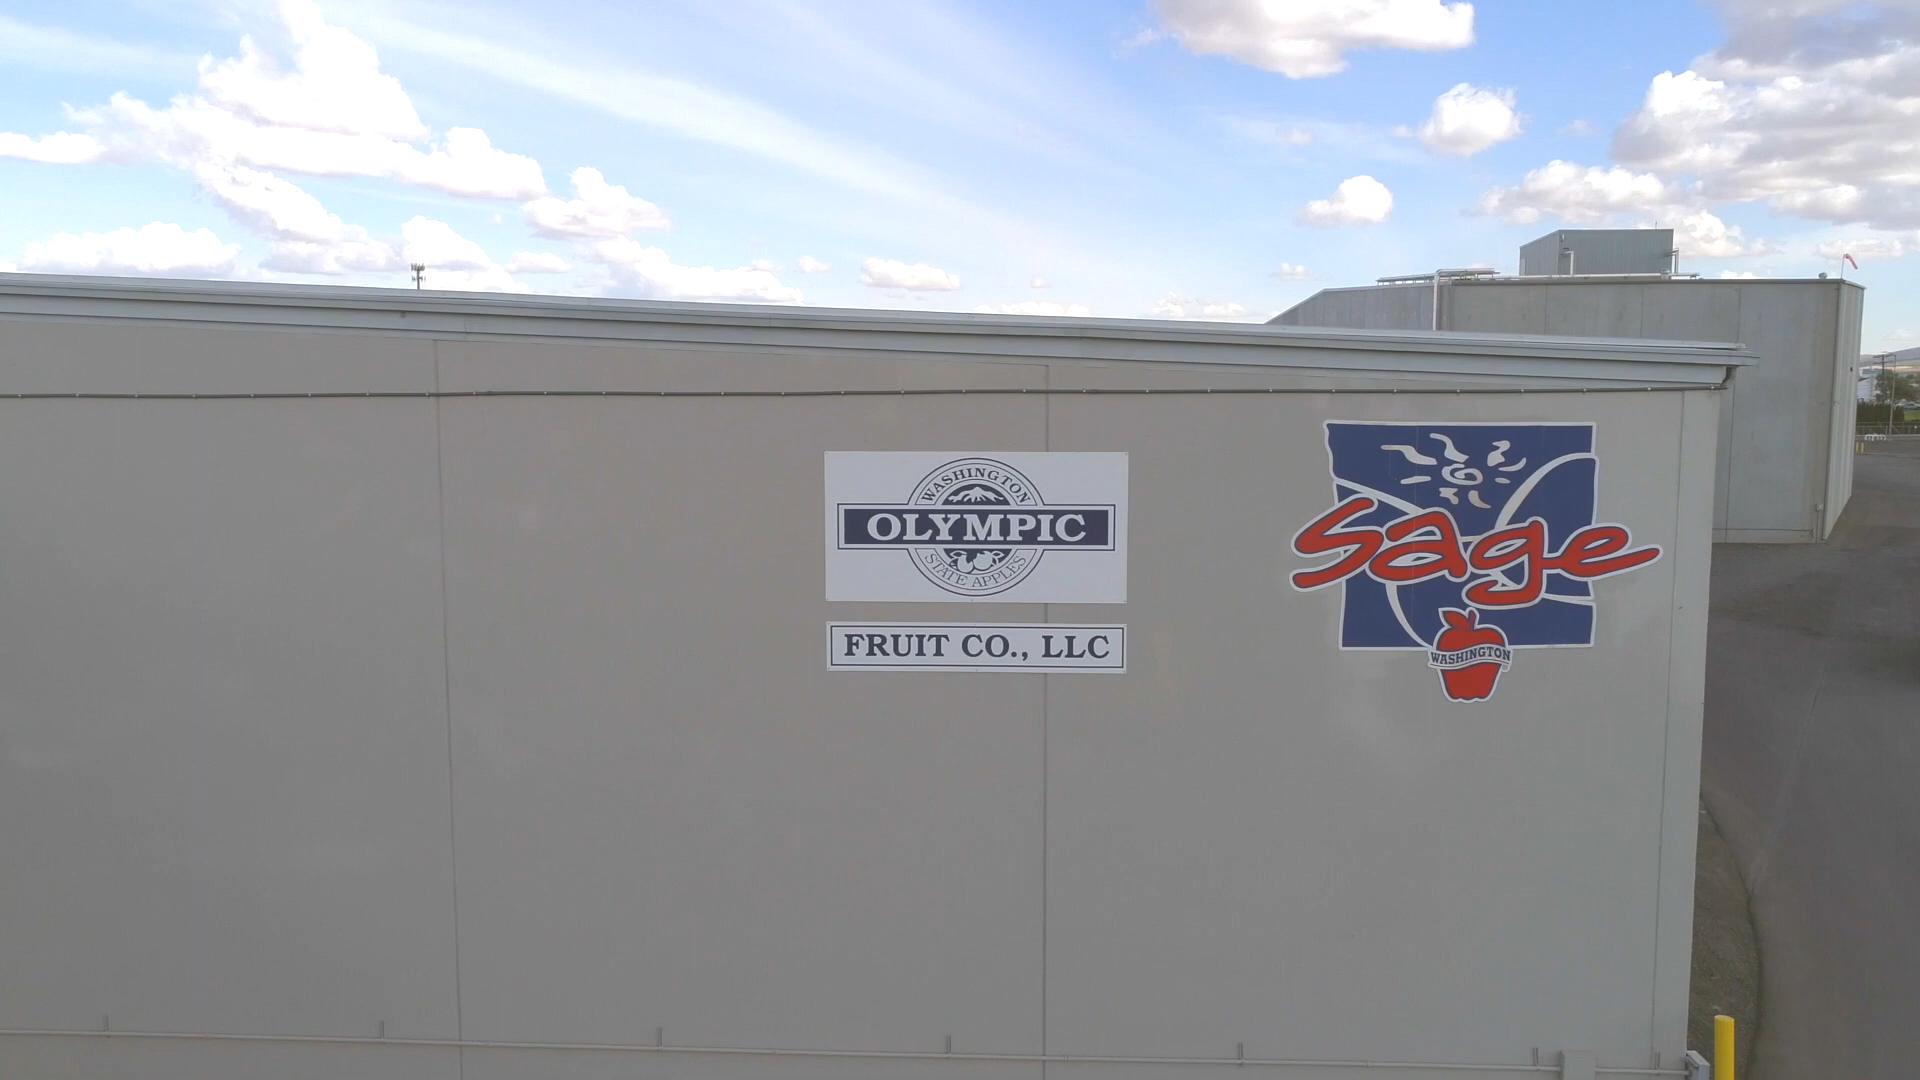 WASHINGTON
OLYMPIC
STATE APPLES
FRUIT CO., LLC
sage
WASHINGTON